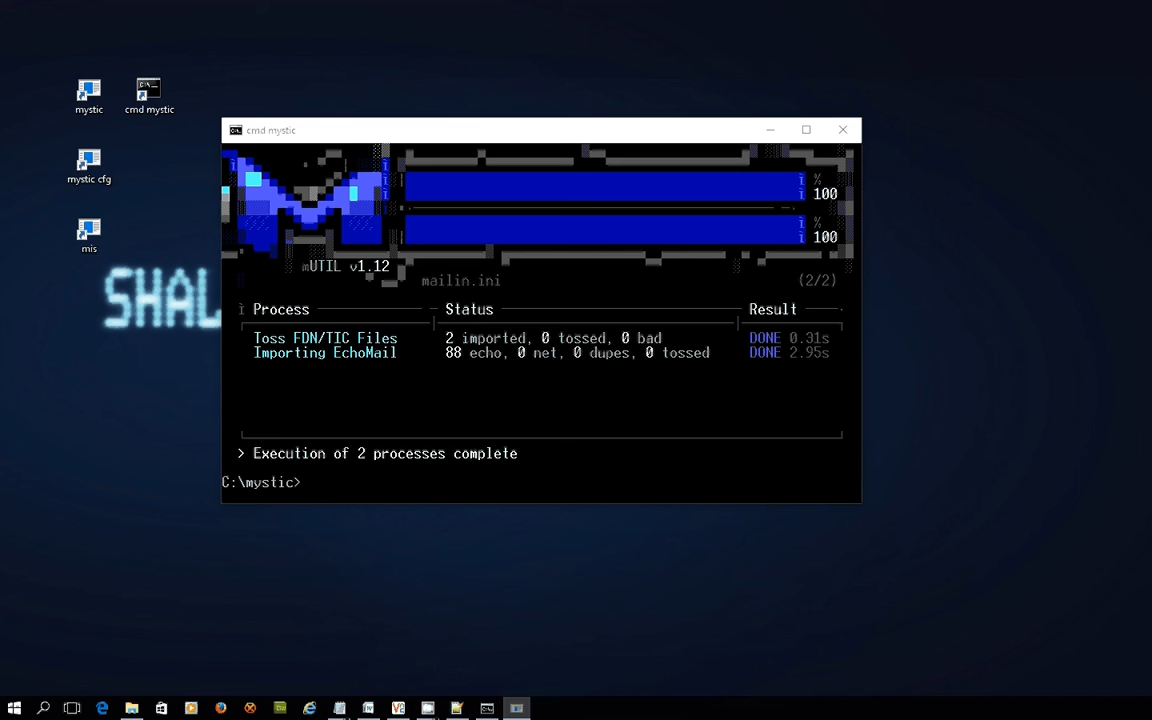 mystic
cmd mystic
mystic cfg
mis
SHAL
cmd mystic
%
100
%
100
mUTIL v1.12
mailin.ini
(2/2)
Process Status Result
Toss FDN/TIC Files 2 imported, 0 tossed, 0 bad DONE 0.31s
Importing EchoMail 88 echo, 0 net, 0 dupes, 0 tossed DONE 2.95s
> Execution of 2 processes complete
C:\mystic>